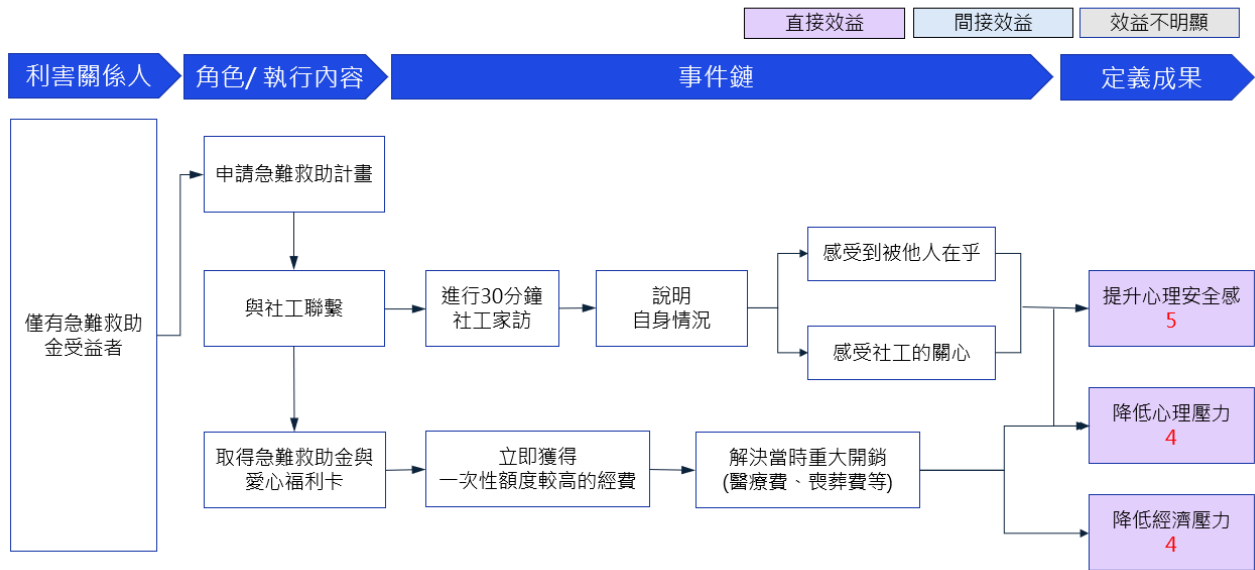 直接效益
間接效益
效益不明顯
利害關係人
角色/ 執行內容
事件鏈
定義成果
僅有急難救助
金受益者
申請急難救助計畫
與社工聯繫
進行30分鐘
社工家訪
說明
自身情況
感受到被他人在乎
感受社工的關心
提升心理安全感
5
取得急難救助金與
愛心福利卡
立即獲得
一次性額度較高的經費
解決當時重大開銷
(醫療費、喪葬費等)
降低心理壓力
4
降低經濟壓力
4